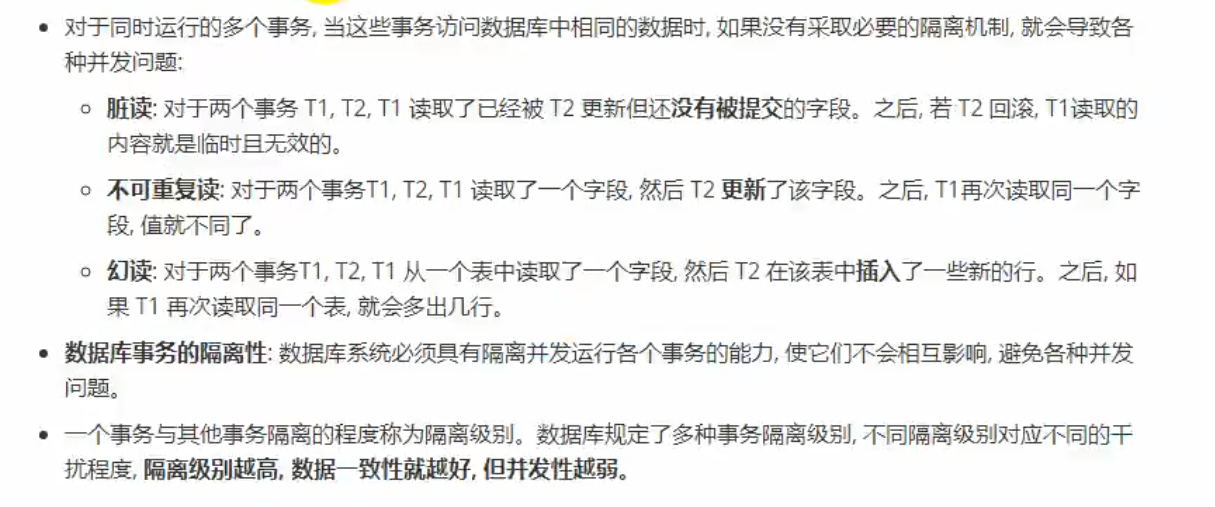 对于同时运行的多个事务, 当这些事务访问数据库中相同的数据时, 如果没有采取必要的隔离机制, 就会导致各
种并发问题:
脏读: 对于两个事务 T1, T2, T1 读取了已经被 T2 更新但还没有被提交的字段。之后, 若 T2 回滚, T1读取的
内容就是临时且无效的。
不可重复读: 对于两个事务T1, T2, T1 读取了一个字段, 然后 T2 更新了该字段。之后, T1再次读取同一个字
段, 值就不同了。
幻读: 对于两个事务T1, T2, T1 从一个表中读取了一个字段, 然后 T2 在该表中插入了一些新的行。之后, 如
果 T1 再次读取同一个表, 就会多出几行。
数据库事务的隔离性: 数据库系统必须具有隔离并发运行各个事务的能力, 使它们不会相互影响, 避免各种并发
问题。
一个事务与其他事务隔离的程度称为隔离级别。数据库规定了多种事务隔离级别, 不同隔离级别对应不同的干
扰程度, 隔离级别越高, 数据一致性就越好, 但并发性越弱。